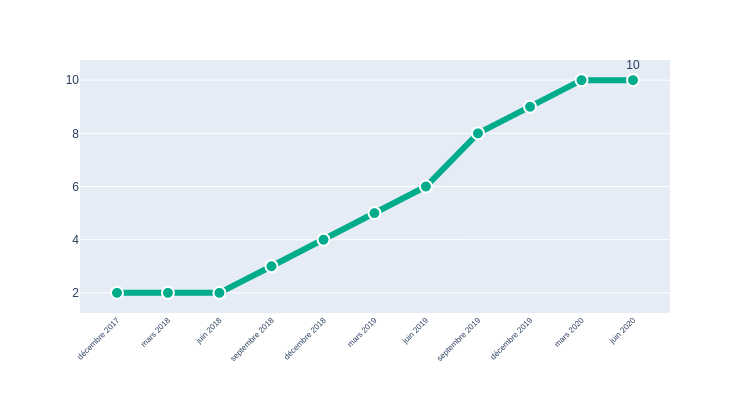 10
10
8
6
4
2
décembre 2017
mars 2018
juin 2018
septembre 2018
décembre 2018
mars 2019
juin 2019
septembre 2019
décembre 2019
mars 2020
juin 2020